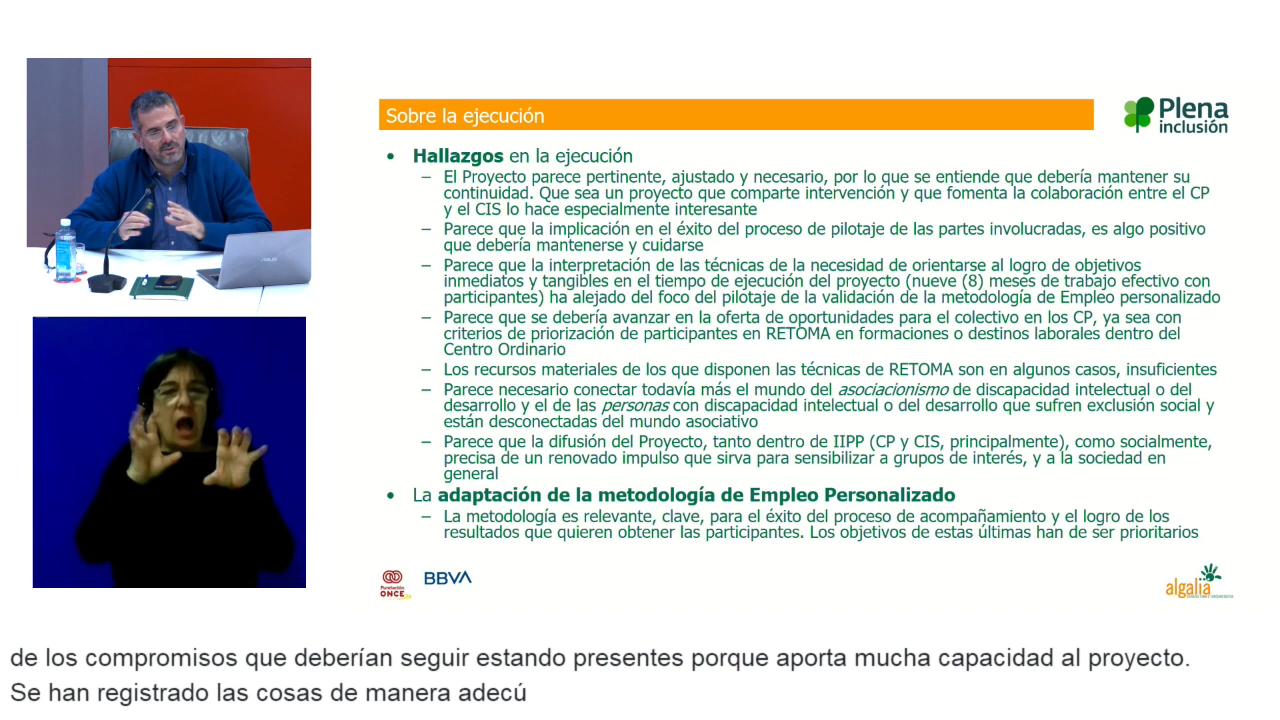 Sobre la ejecución
Plena
inclusión
• Hallazgos en la ejecución
– El Proyecto parece pertinente, ajustado y necesario, por lo que se entiende que debería mantener su
continuidad. Que sea un proyecto que comparte intervención y que fomenta la colaboración entre el CP
y el CIS lo hace especialmente interesante
– Parece que la implicación en el éxito del proceso de pilotaje de las partes involucradas, es algo positivo
que debería mantenerse y cuidarse
– Parece que la interpretación de las técnicas de la necesidad de orientarse al logro de objetivos
inmediatos y tangibles en el tiempo de ejecución del proyecto (nueve (8) meses de trabajo efectivo con
participantes) ha alejado del foco del pilotaje de la validación de la metodología de Empleo personalizado
– Parece que se debería avanzar en la oferta de oportunidades para el colectivo en los CP, ya sea con
criterios de priorización de participantes en RETOMA en formaciones o destinos laborales dentro del
Centro Ordinario
– Los recursos materiales de los que disponen las técnicas de RETOMA son en algunos casos, insuficientes
– Parece necesario conectar todavía más el mundo del asociacionismo de discapacidad intelectual o del
desarrollo y el de las personas con discapacidad intelectual o del desarrollo que sufren exclusión social y
están desconectadas del mundo asociativo
– Parece que la difusión del Proyecto, tanto dentro de IIPP (CP y CIS, principalmente), como socialmente,
precisa de un renovado impulso que sirva para sensibilizar a grupos de interés, y a la sociedad en
general
• La adaptación de la metodología de Empleo Personalizado
– La metodología es relevante, clave, para el éxito del proceso de acompañamiento y el logro de los
resultados que quieren obtener las participantes. Los objetivos de estas últimas han de ser prioritarios
Fundación
ONCE
BBVA
algalia
de los compromisos que deberían seguir estando presentes porque aporta mucha capacidad al proyecto.
Se han registrado las cosas de manera adecú